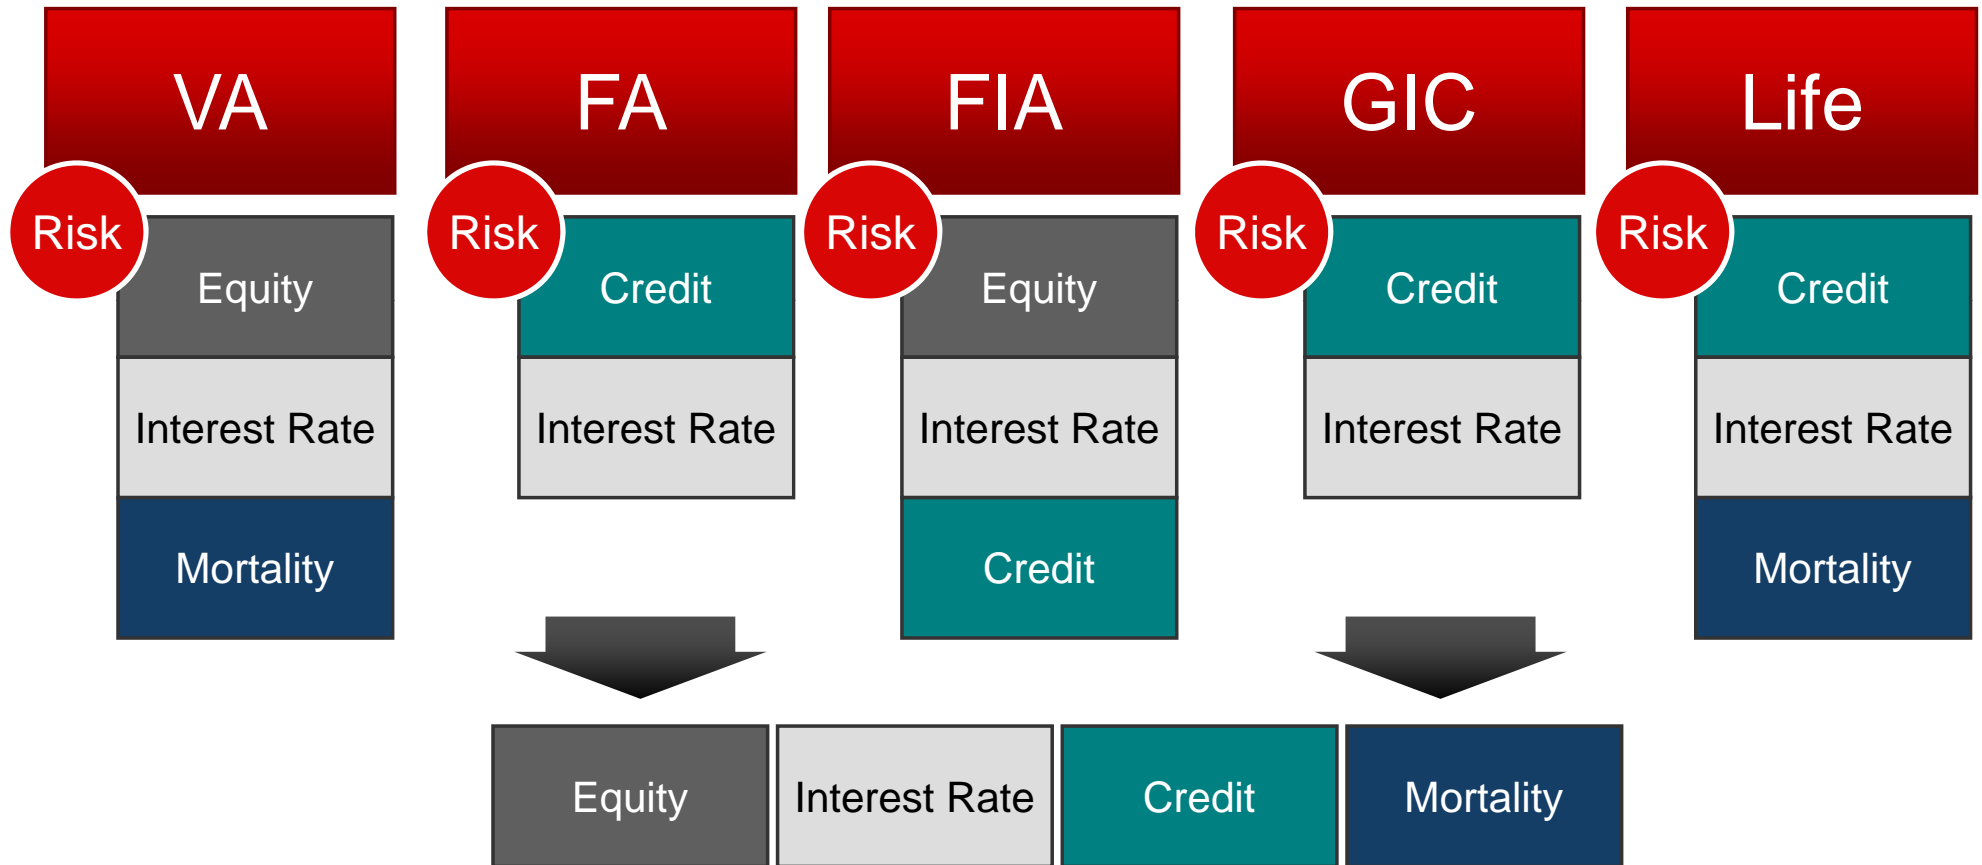 VA
FA
FIA
GIC
Life
Risk
Risk
Risk
Risk
Risk
Equity
Credit
Equity
Credit
Credit
Interest Rate
Interest Rate
Interest Rate
Interest Rate
Interest Rate
Mortality
Credit
Mortality
Equity
Interest Rate
Credit
Mortality